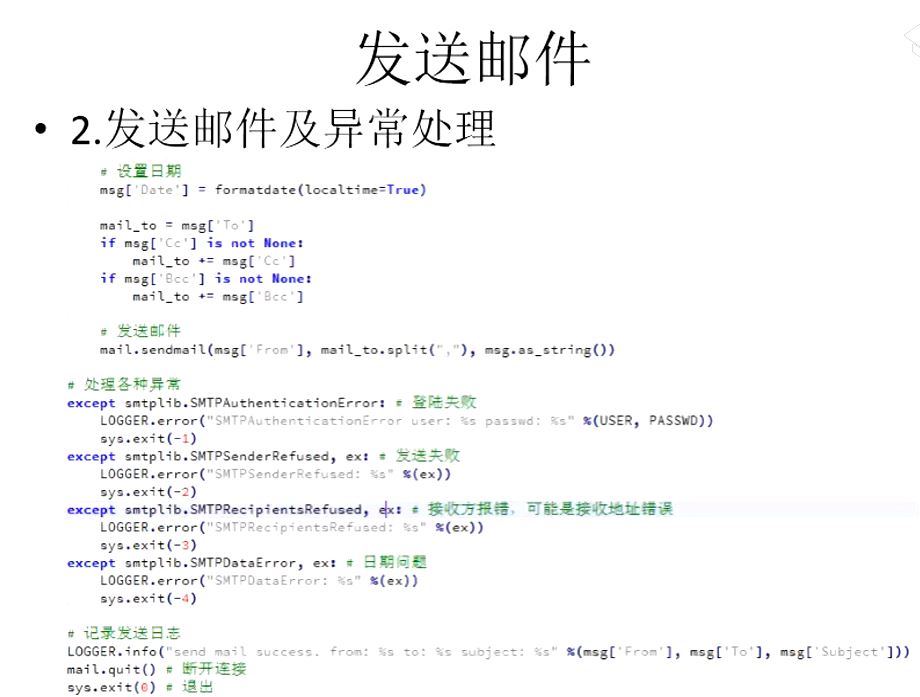 发送邮件
• 2.发送邮件及异常处理
# 设置日期
msg['Date'] = formatdate(localtime=True)
mail_to = msg['To']
if msg['Cc'] is not None:
mail_to += msg['Cc']
if msg['Bcc'] is not None:
mail_to += msg['Bcc']
# 发送邮件
mail.sendmail(msg['From'], mail_to.split(","), msg.as_string())
# 处理各种异常
except smtplib.SMTPAuthenticationError: # 登陆失败
LOGGER.error("SMTPAuthenticationError user: %s passwd: %s" %(USER, PASSWD))
sys.exit(-1)
except smtplib.SMTPSenderRefused, ex: # 发送失败
LOGGER.error("SMTPSenderRefused: %s" %(ex))
sys.exit(-2)
except smtplib.SMTPRecipientsRefused, ex: # 接收方报错，可能是接收地址错误
LOGGER.error("SMTPRecipientsRefused: %s" %(ex))
sys.exit(-3)
except smtplib.SMTPDataError, ex: # 日期问题
LOGGER.error("SMTPDataError: %s" %(ex))
sys.exit(-4)
# 记录发送日志
LOGGER.info("send mail success. from: %s to: %s subject: %s" %(msg['From'], msg['To'], msg['Subject']))
mail.quit() # 断开连接
sys.exit(0) # 退出